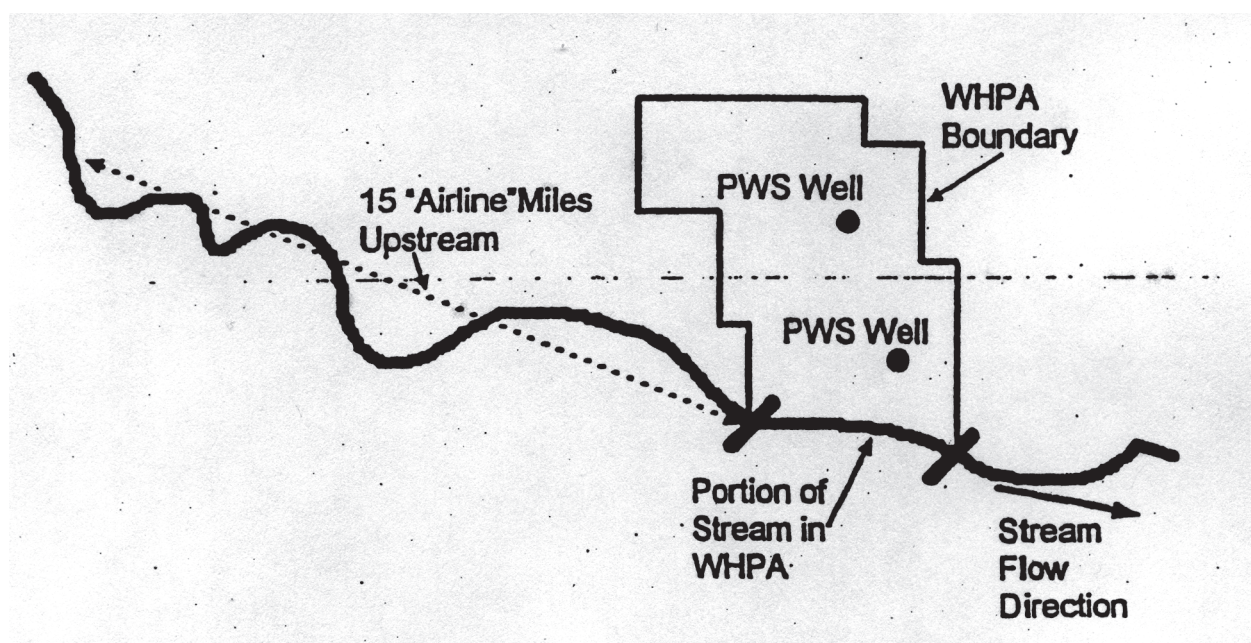 WHPA
Boundary
PWS Well
15 "Airline"Miles
Upstream
PWS Well
Portion of
Stream in
WHPA
Stream
Flow
Direction